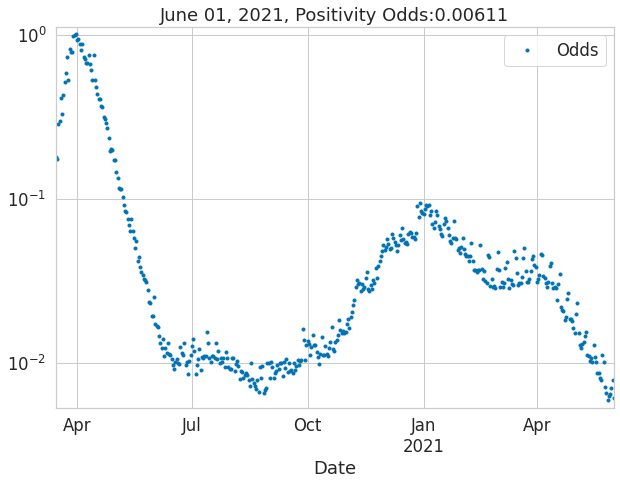 June 01, 2021, Positivity Odds:0.00611
Odds
10⁰
10⁻¹
10⁻²
Apr Jul Oct Jan Apr
2021
Date